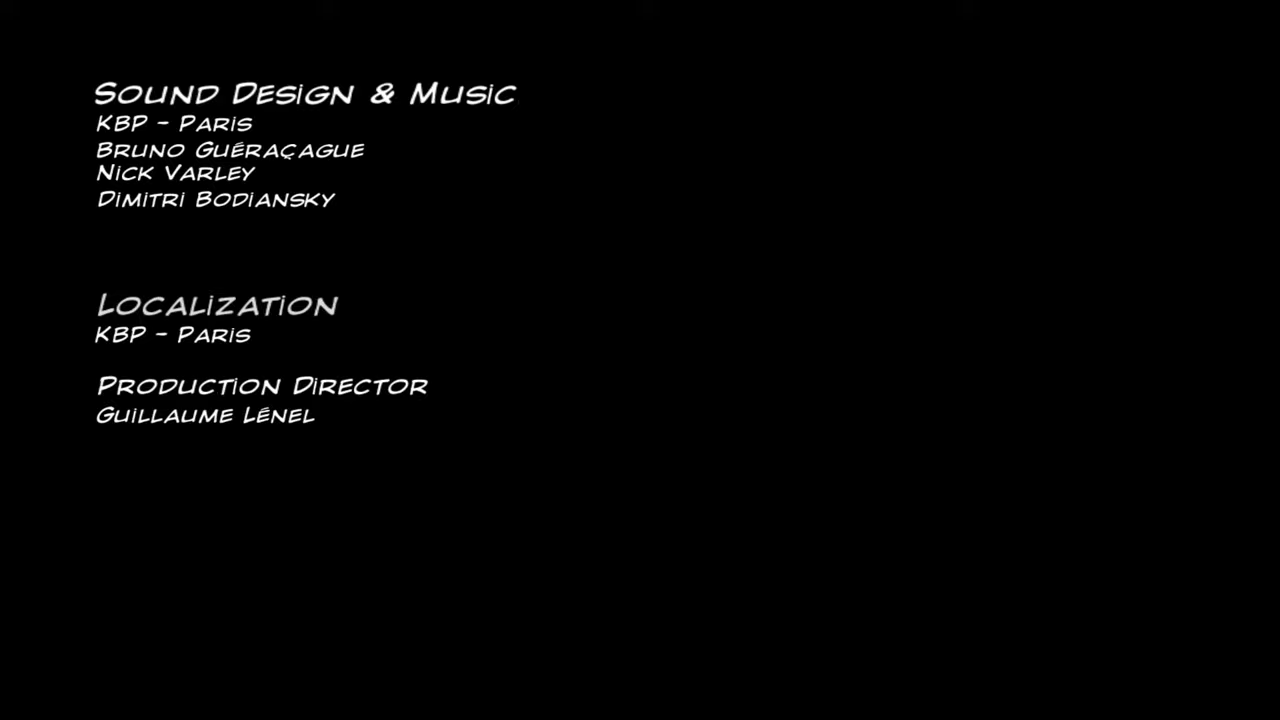 Sound Design & Music
KBP - Paris
Bruno Guéraçague
Nick Varley
Dimitri Bodiansky
Localization
KBP - Paris
Production Director
Guillaume Lénel